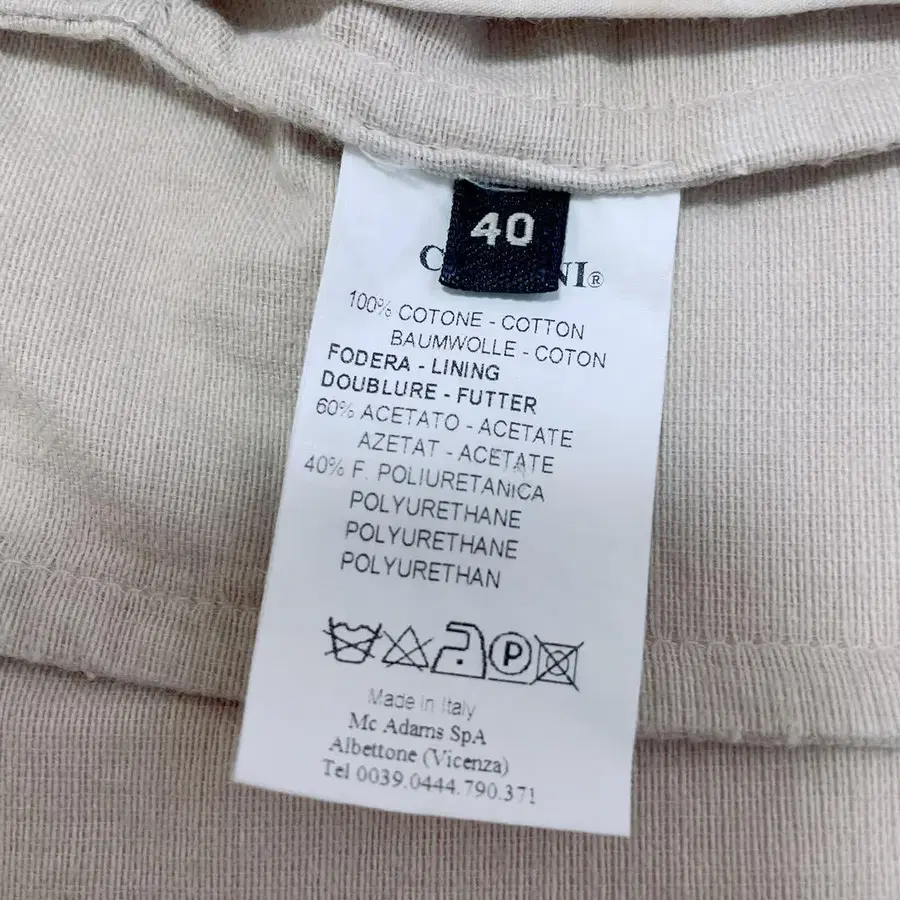 40
100% COTONE - COTTON
BAUMWOLLE - COTON
FODERA - LINING
DOUBLURE - FUTTER
60% ACETATO - ACETATE
AZETAT - ACETATE
40% F. POLIURETANICA
POLYURETHANE
POLYURETHANE
POLYURETHAN
P
Made in Italy
Mc Adams SpA
Albettone (Vicenza)
Tel 0039.0444.790.371